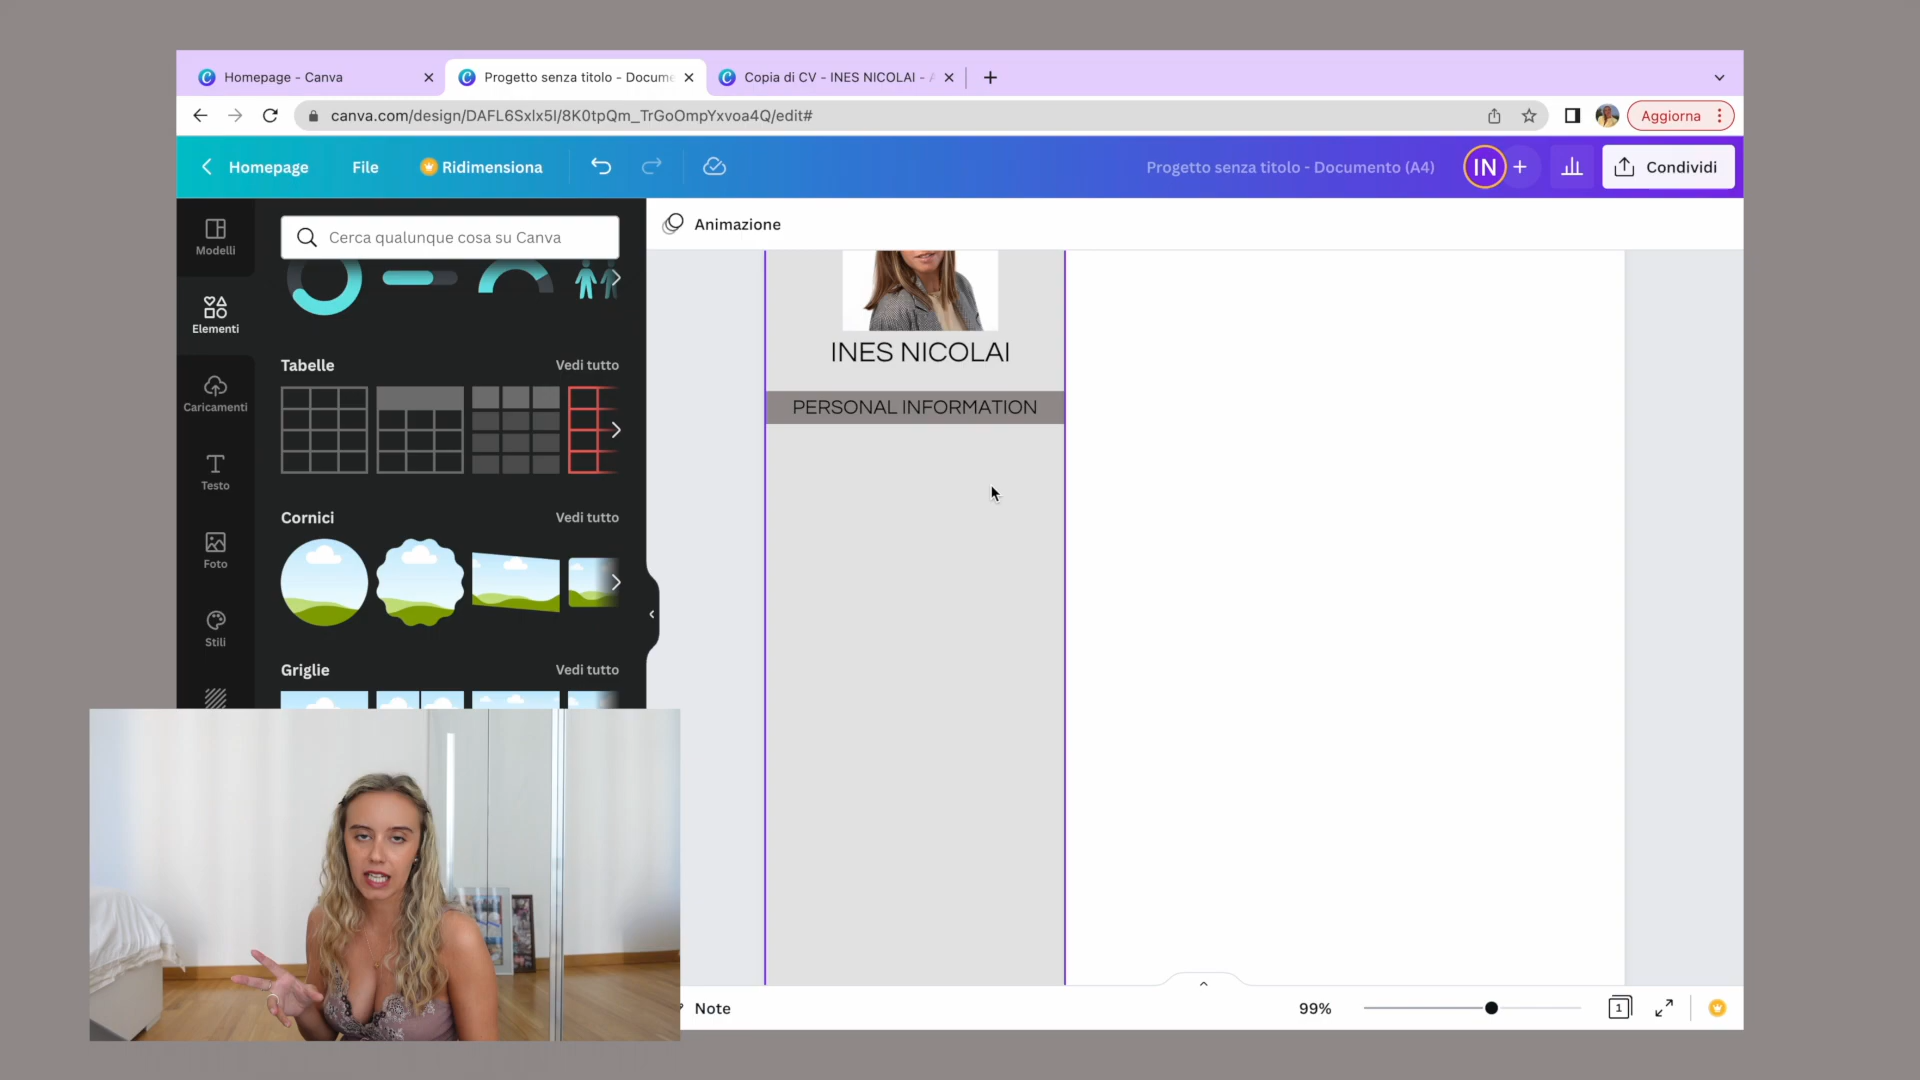 Homepage - Canva
Progetto senza titolo - Docume
Copia di CV - INES NICOLAI -
canva.com/design/DAFL6Sxlx5I/8K0tpQm_TrGoOmpYxvoa4Q/edit#
Aggiorna
Homepage
File
Ridimensiona
Progetto senza titolo - Documento (A4)
IN
Condividi
Modelli
Elementi
Caricamenti
Testo
Foto
Stili
Cerca qualunque cosa su Canva
Tabelle
Vedi tutto
Cornici
Vedi tutto
Griglie
Vedi tutto
Animazione
INES NICOLAI
PERSONAL INFORMATION
Note
99%
1